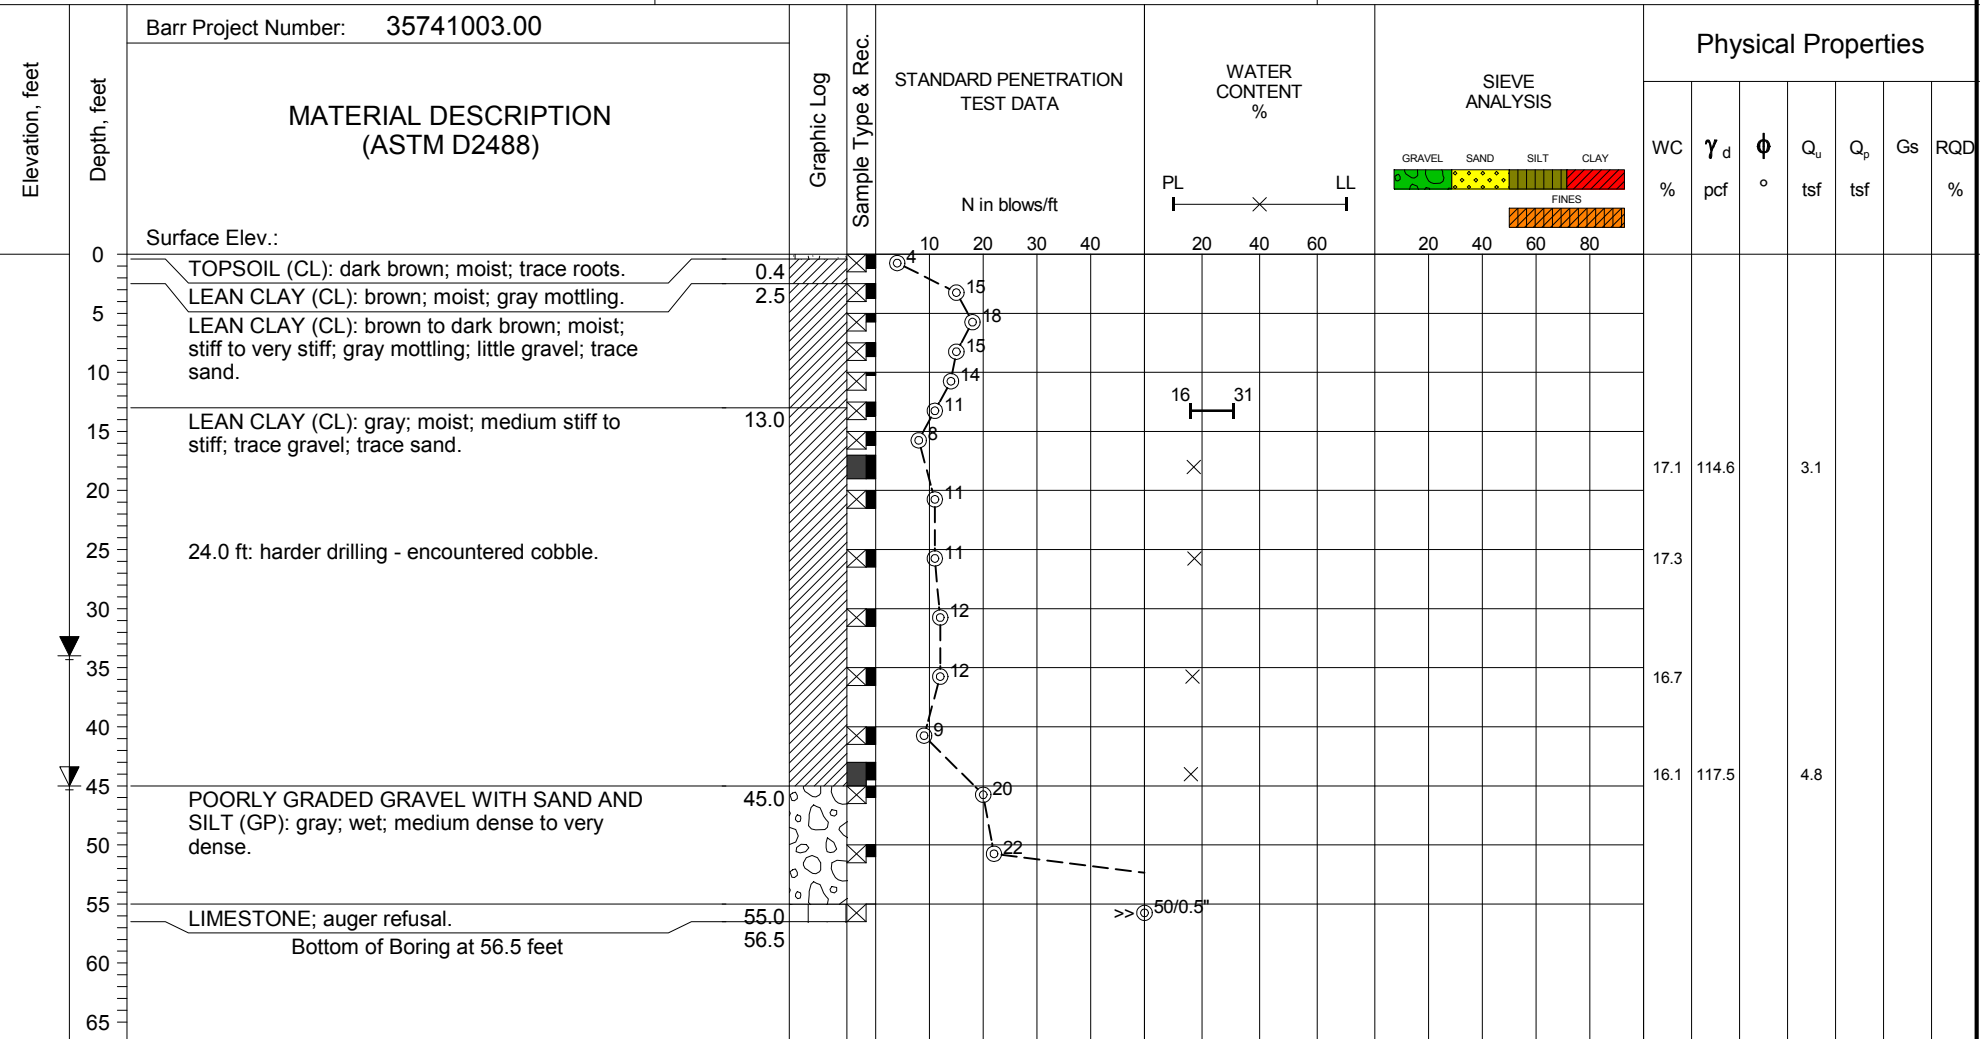 Barr Project Number: 35741003.00
Elevation, feet
Depth, feet
MATERIAL DESCRIPTION
(ASTM D2488)
Surface Elev.:
Graphic Log
Sample Type & Rec.
STANDARD PENETRATION
TEST DATA
N in blows/ft
10 20 30 40
WATER
CONTENT
%
PL LL
20 40 60
SIEVE
ANALYSIS
GRAVEL SAND SILT CLAY
FINES
20 40 60 80
Physical Properties
WC γ d ϕ Qu Qp Gs RQD
% pcf ° tsf tsf %
0
TOPSOIL (CL): dark brown; moist; trace roots. 0.4
4
LEAN CLAY (CL): brown; moist; gray mottling. 2.5
15
5
LEAN CLAY (CL): brown to dark brown; moist;
stiff to very stiff; gray mottling; little gravel; trace
sand.
18
15
10
14
16 31
LEAN CLAY (CL): gray; moist; medium stiff to
stiff; trace gravel; trace sand.
13.0
11
15
8
17.1 114.6 3.1
20
11
24.0 ft: harder drilling - encountered cobble.
25
11
17.3
30
12
35
12
16.7
40
9
16.1 117.5 4.8
45
POORLY GRADED GRAVEL WITH SAND AND
SILT (GP): gray; wet; medium dense to very
dense.
45.0
20
50
22
55
LIMESTONE; auger refusal. 55.0
>> 50/0.5"
Bottom of Boring at 56.5 feet 56.5
60
65